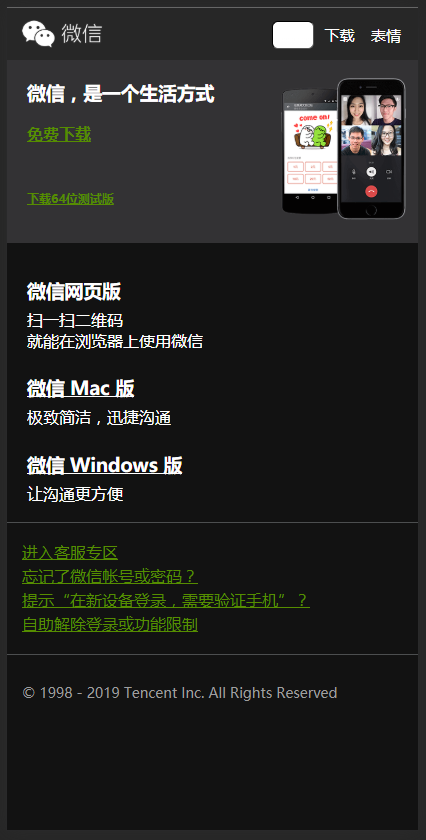 微信
下载
表情
微信，是一个生活方式
免费下载
come on!
下载64位测试版
微信网页版
扫一扫二维码
就能在浏览器上使用微信
微信 Mac 版
极致简洁，迅捷沟通
微信 Windows 版
让沟通更方便
进入客服专区
忘记了微信帐号或密码？
提示“在新设备登录，需要验证手机”？
自助解除登录或功能限制
© 1998 - 2019 Tencent Inc. All Rights Reserved